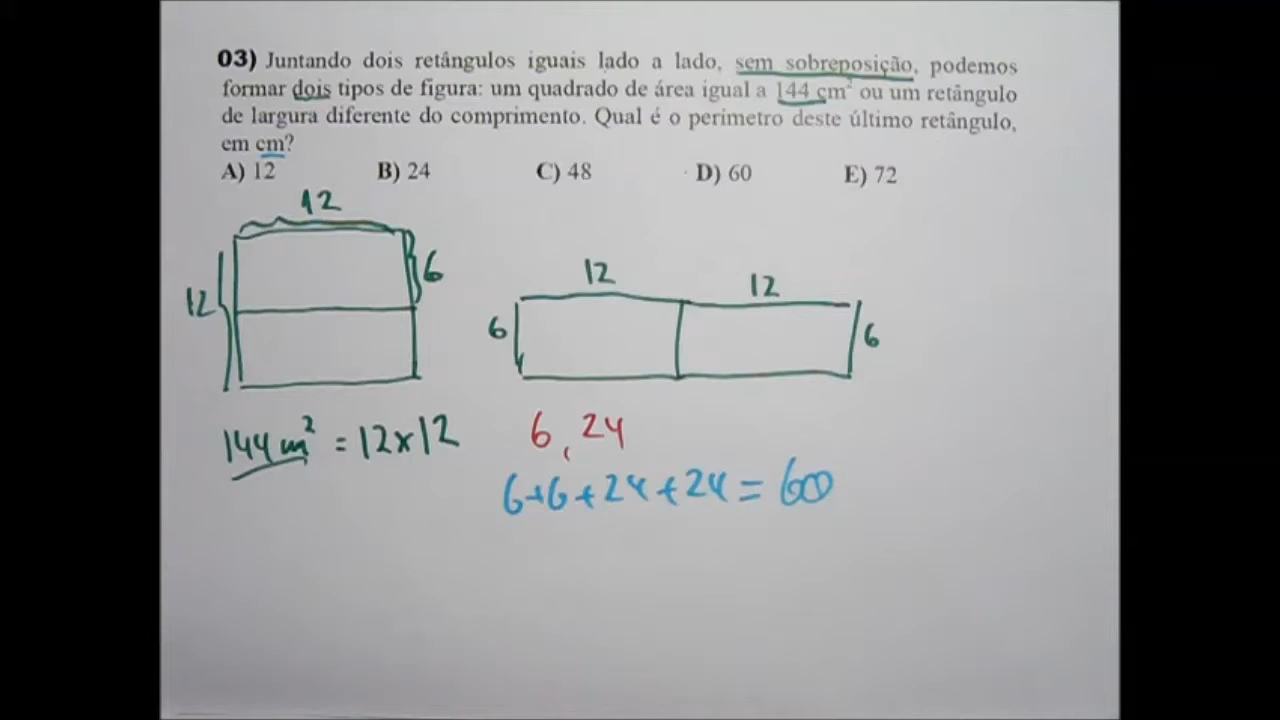 03) Juntando dois retângulos iguais lado a lado, sem sobreposição, podemos
formar dois tipos de figura: um quadrado de área igual a 144 cm² ou um retângulo
de largura diferente do comprimento. Qual é o perímetro deste último retângulo,
em cm?
A) 12 B) 24 C) 48 D) 60 E) 72
12
12
6
12 12
6
6
144 m² = 12x12
6, 24
6+6+24+24=60